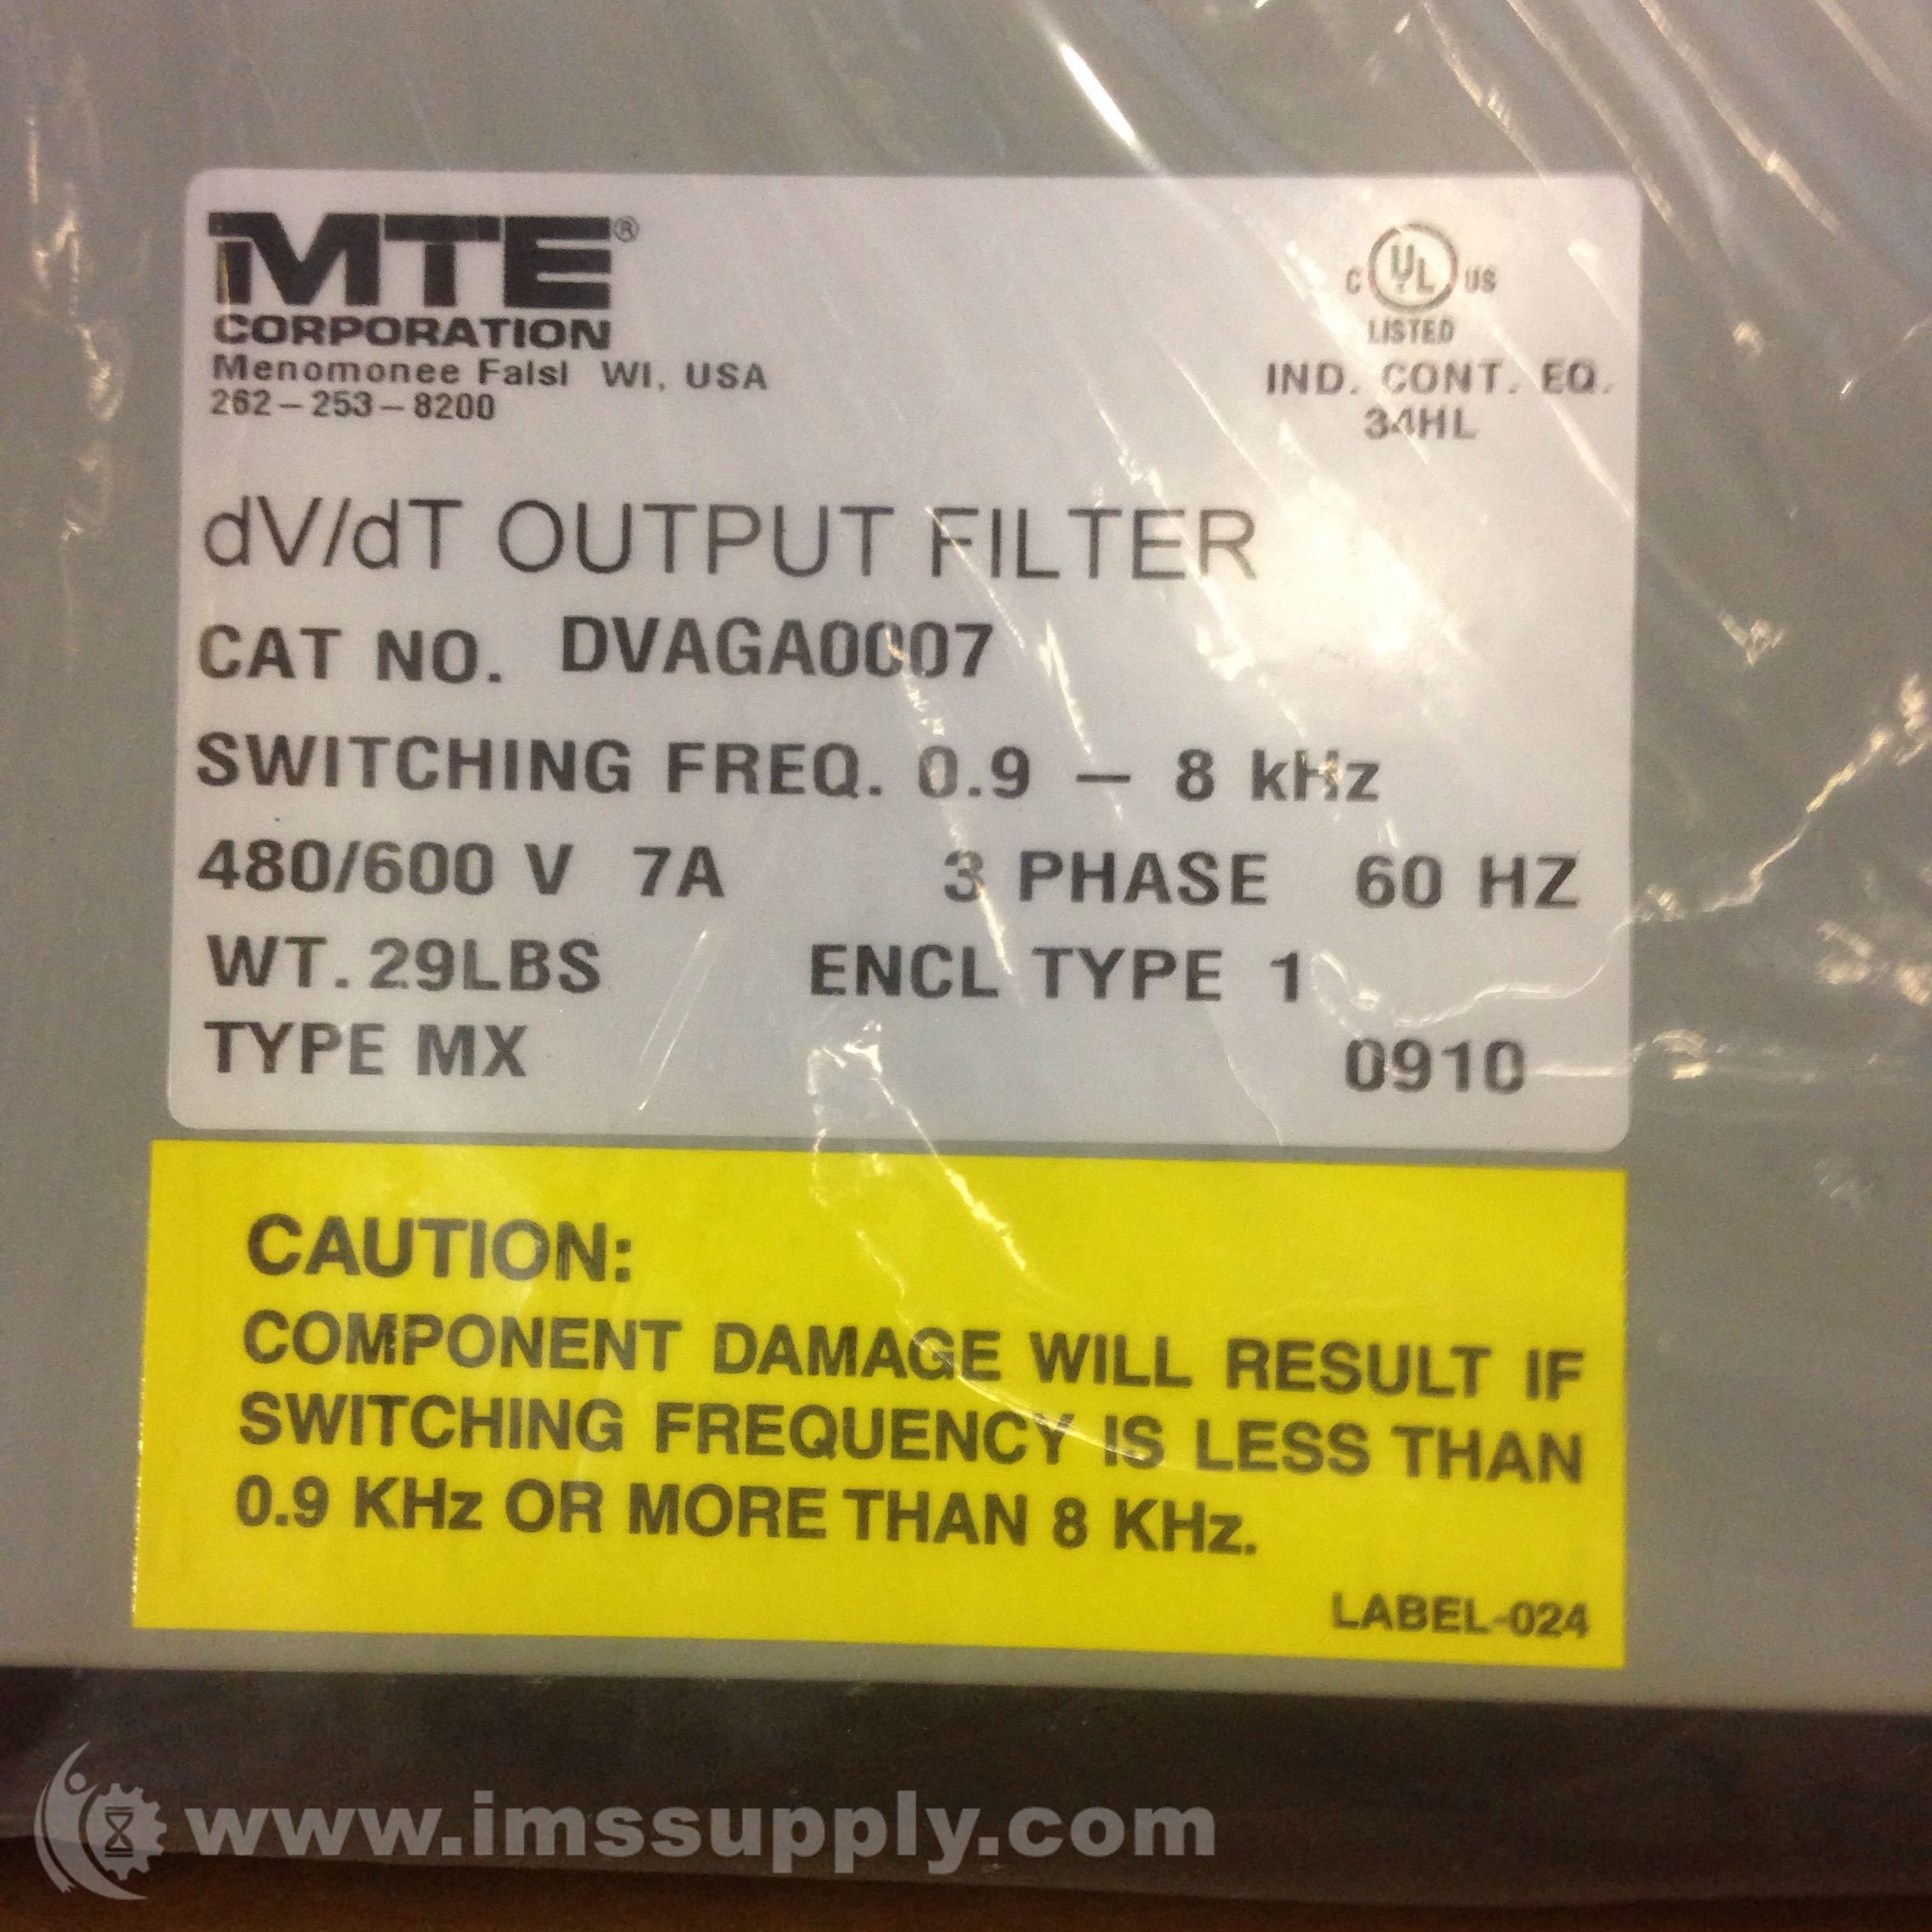 MTE®
CORPORATION
Menomonee Falsl WI, USA
262-253-8200
C UL US
LISTED
IND. CONT. EQ.
34HL
dV/dT OUTPUT FILTER
CAT NO. DVAGA0007
SWITCHING FREQ. 0.9 – 8 kHz
480/600 V 7A 3 PHASE 60 HZ
WT. 29LBS ENCL TYPE 1
TYPE MX 0910
CAUTION:
COMPONENT DAMAGE WILL RESULT IF
SWITCHING FREQUENCY IS LESS THAN
0.9 KHz OR MORE THAN 8 KHz.
LABEL-024
www.imssupply.com